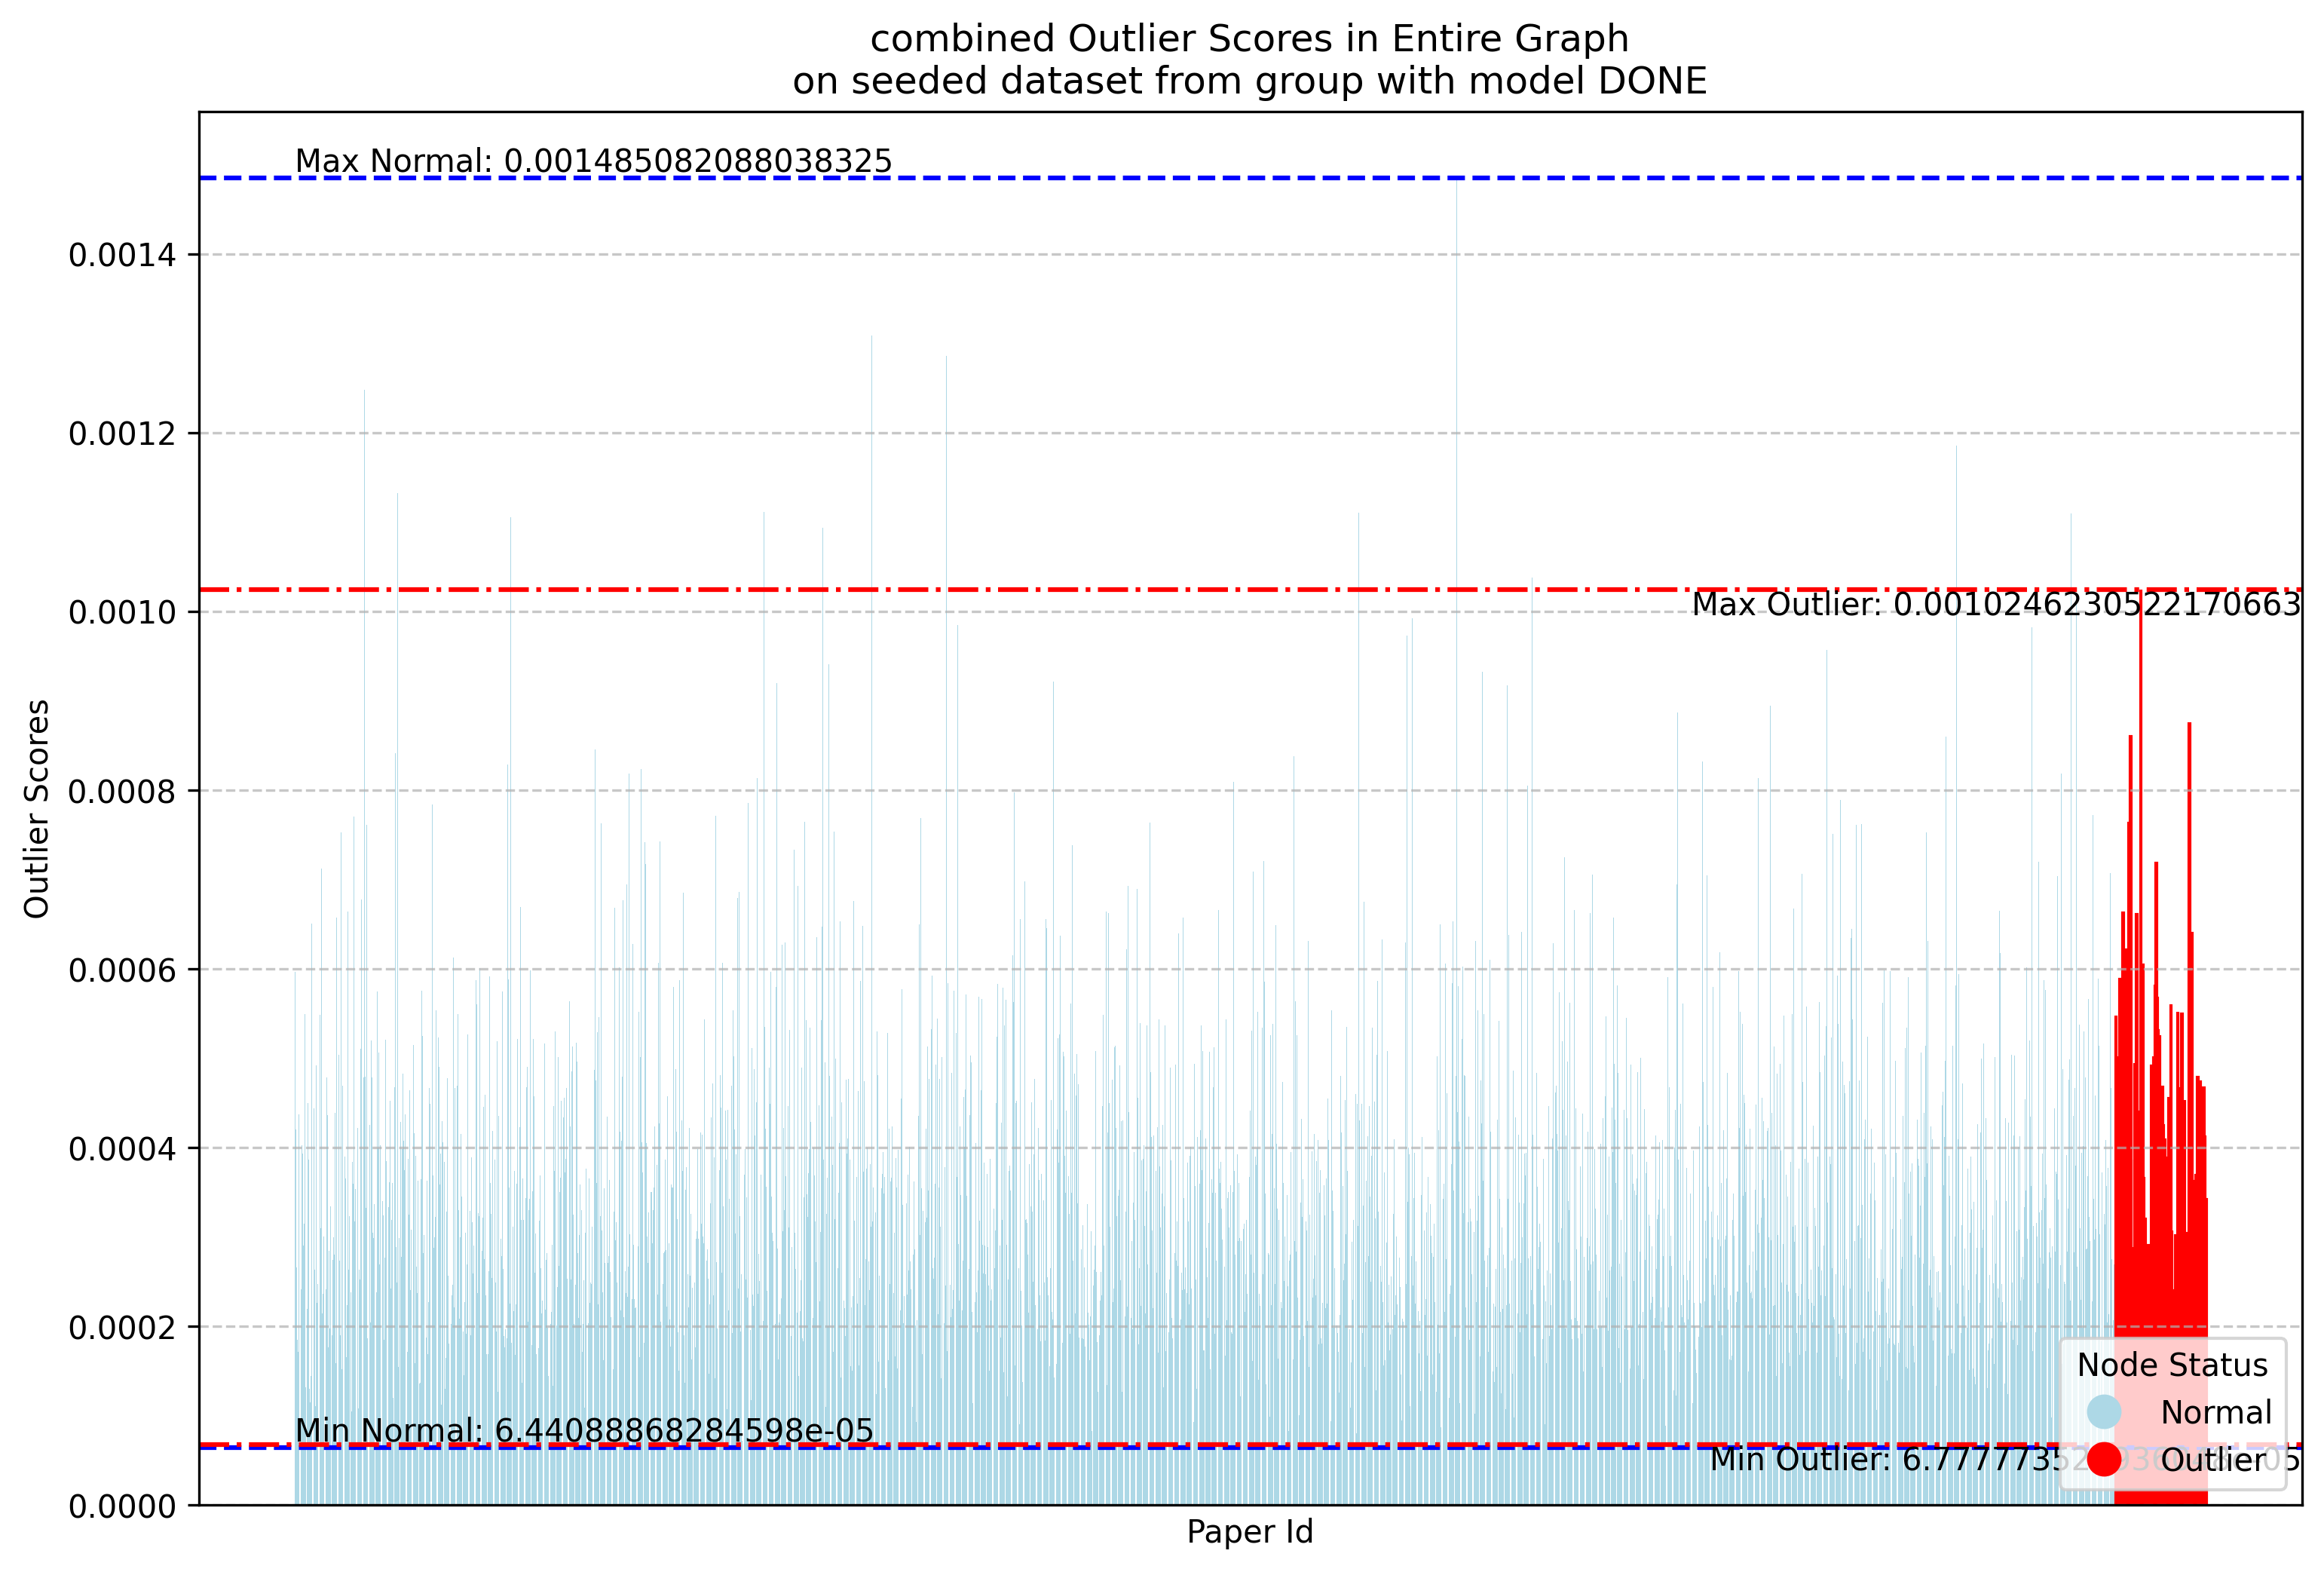 combined Outlier Scores in Entire Graph
on seeded dataset from group with model DONE
Max Normal: 0.001485082088038325
0.0014
0.0012
0.0010
Max Outlier: 0.0010246230522170663
0.0008
Outlier Scores
0.0006
0.0004
0.0002
Node Status
Normal
Outlier
Min Normal: 6.44088868284598e-05
Min Outlier:
0.0000
Paper Id